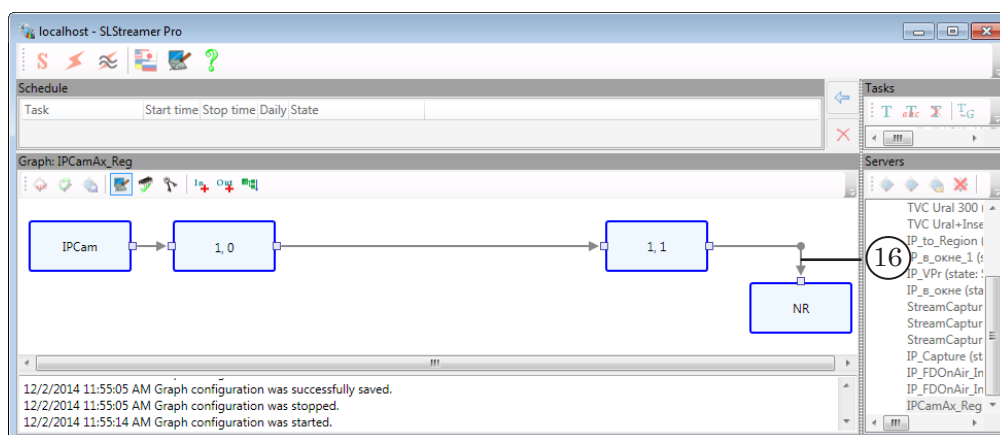 localhost - SLStreamer Pro
Schedule
Task Start time Stop time Daily State
Tasks
Graph: IPCamAx_Reg
In Out
IPCam
1, 0
1, 1
NR
16
Servers
TVC Ural 300 (
TVC Ural+Inse
IP_to_Region (
IP_в_окне_1 (s
IP_VPr (state: S
IP_в_окне (sta
StreamCaptur
StreamCaptur
StreamCaptur
IP_Capture (st
IP_FDOnAir_In
IP_FDOnAir_In
IPCamAx_Reg
12/2/2014 11:55:05 AM Graph configuration was successfully saved.
12/2/2014 11:55:05 AM Graph configuration was stopped.
12/2/2014 11:55:14 AM Graph configuration was started.